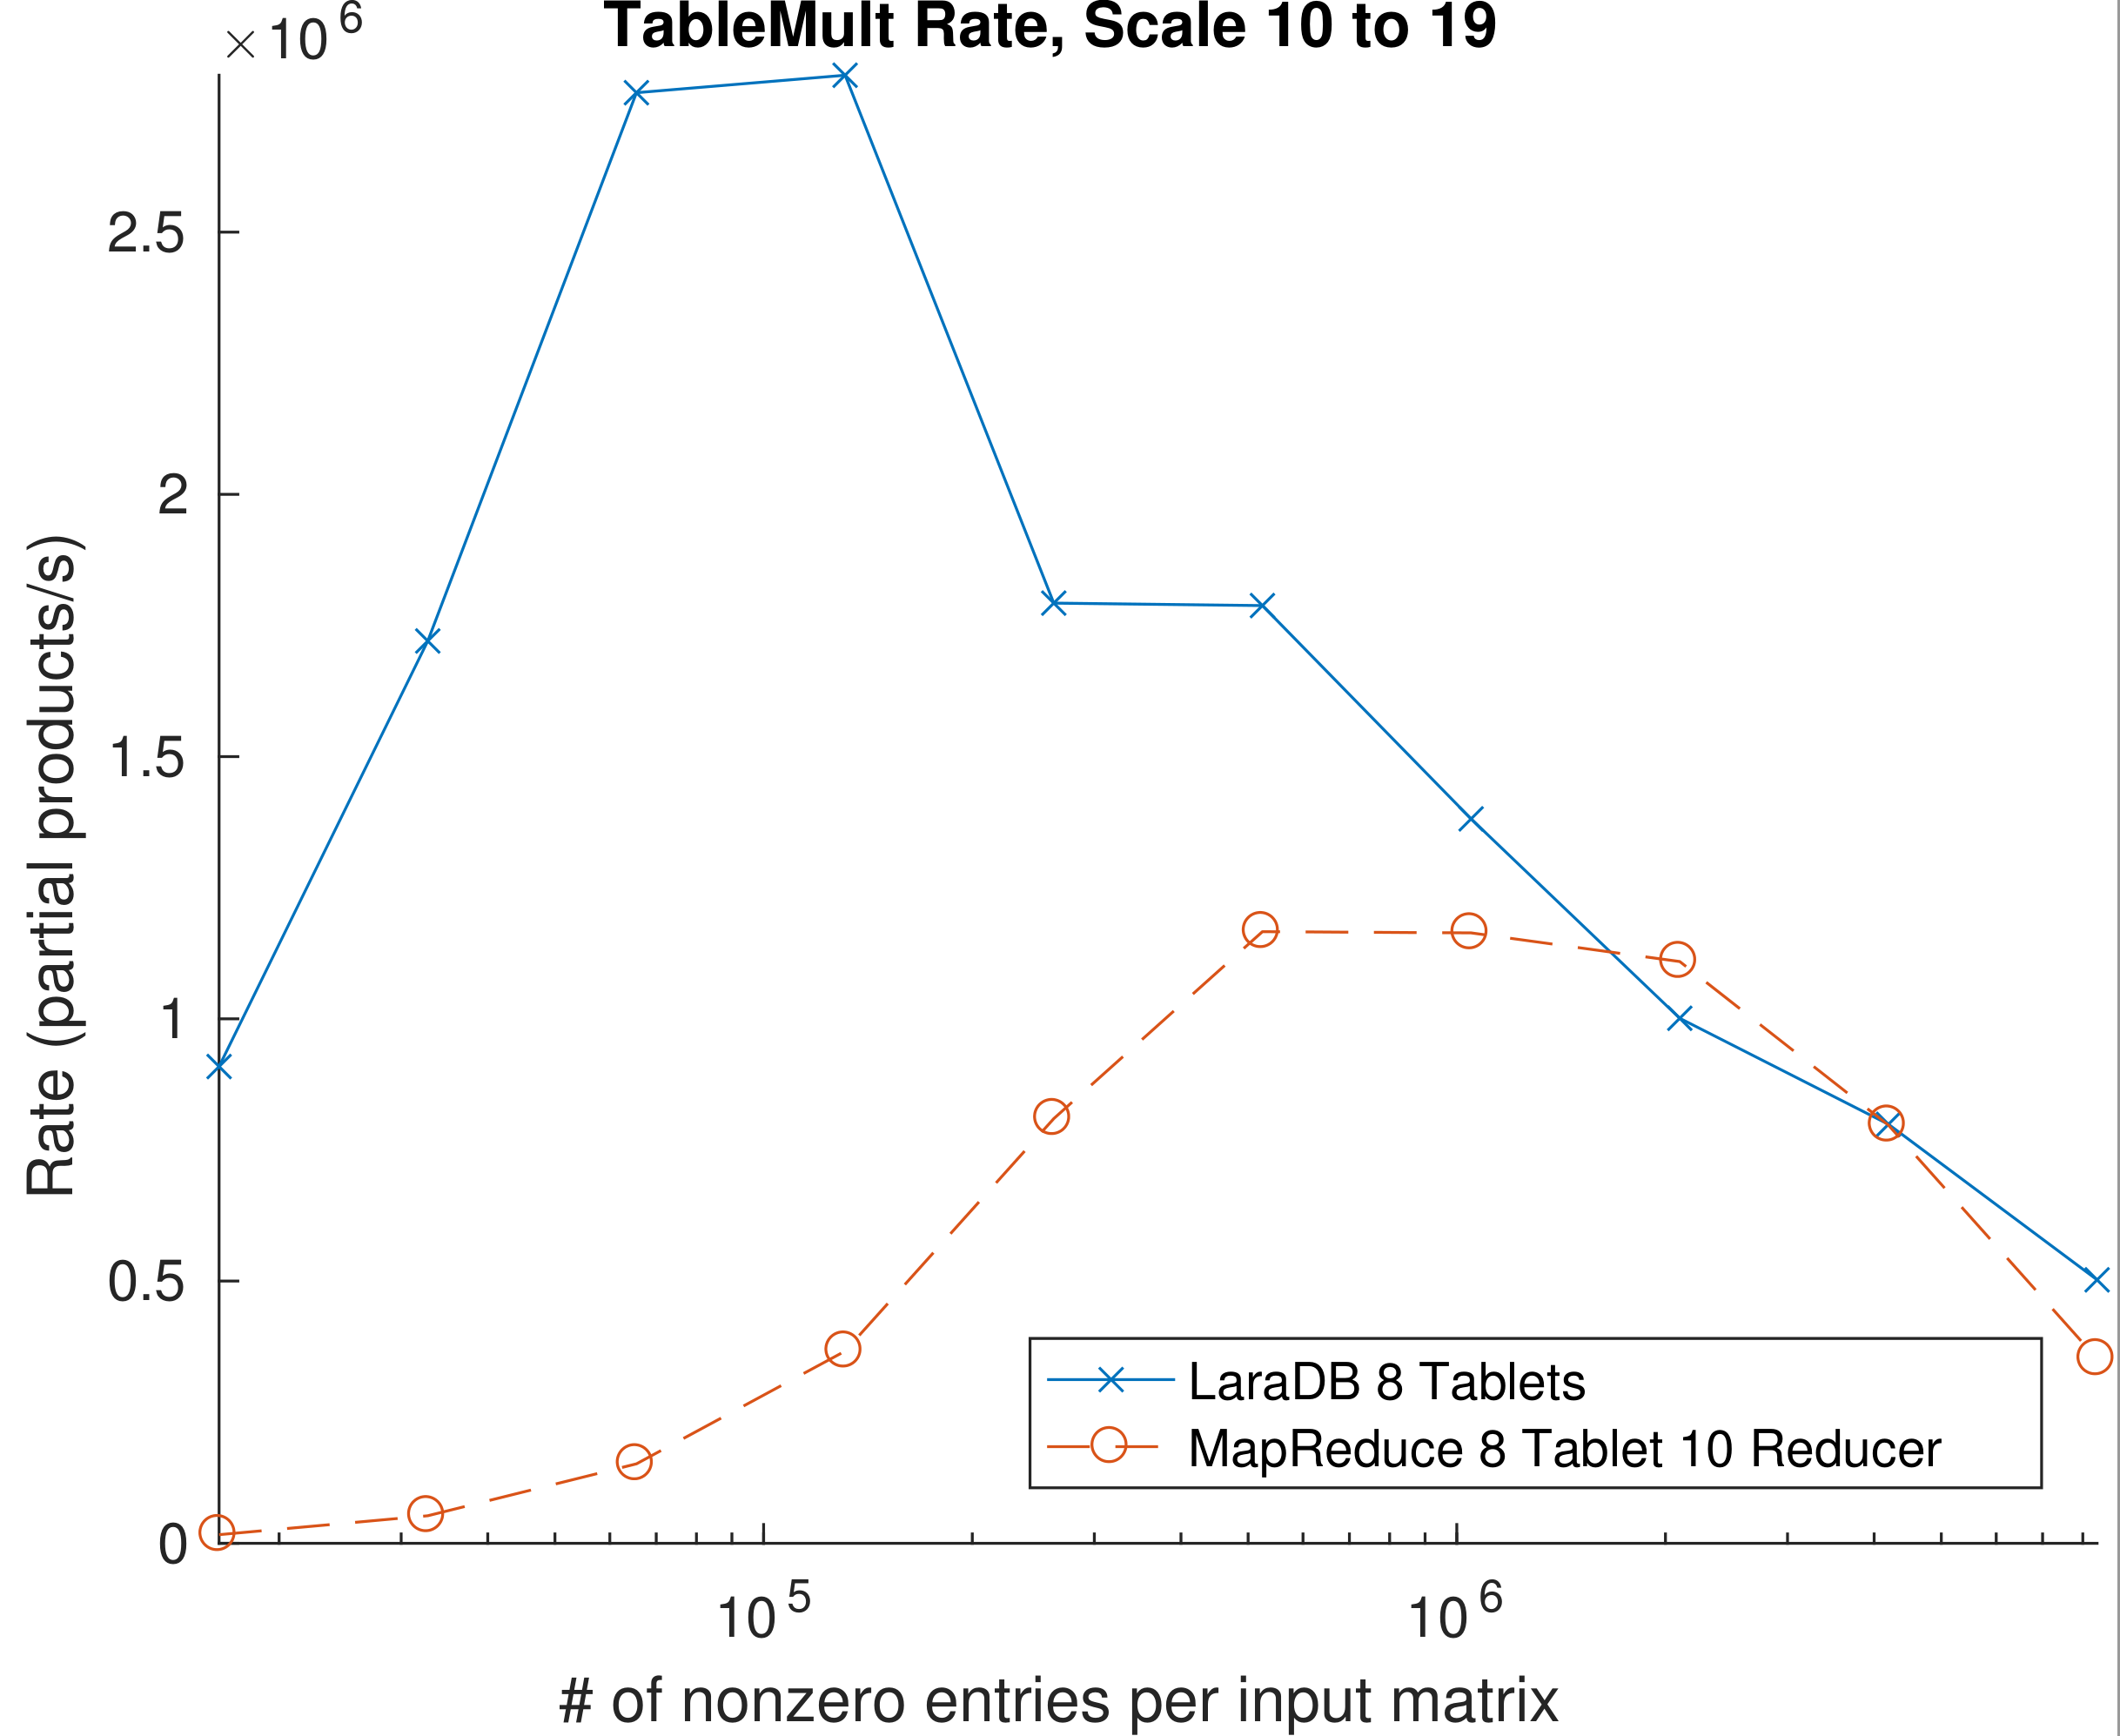 TableMult Rate, Scale 10 to 19
×10^6
2.5
2
1.5
1
0.5
0
Rate (partial products/s)
LaraDB 8 Tablets
MapReduce 8 Tablet 10 Reducer
10^5 10^6
# of nonzero entries per input matrix